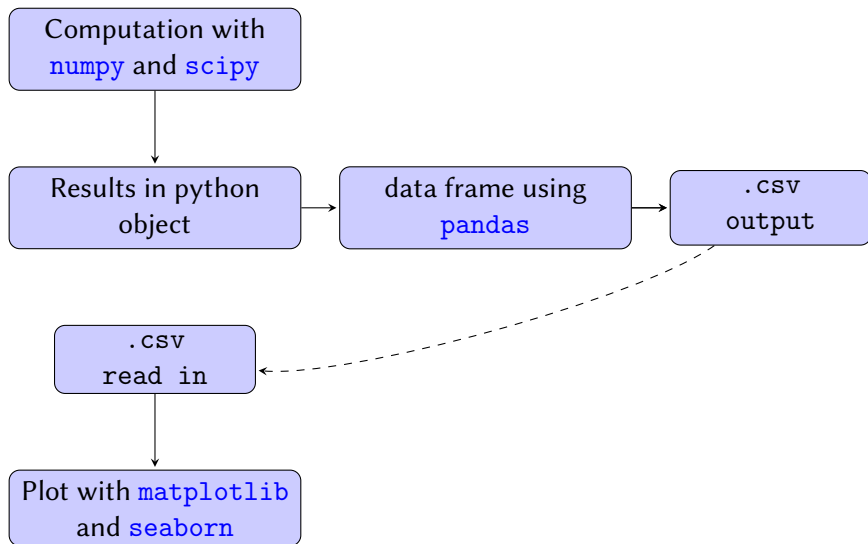 Computation with
numpy and scipy
Results in python
object
data frame using
pandas
.csv
output
.csv
read in
Plot with matplotlib
and seaborn